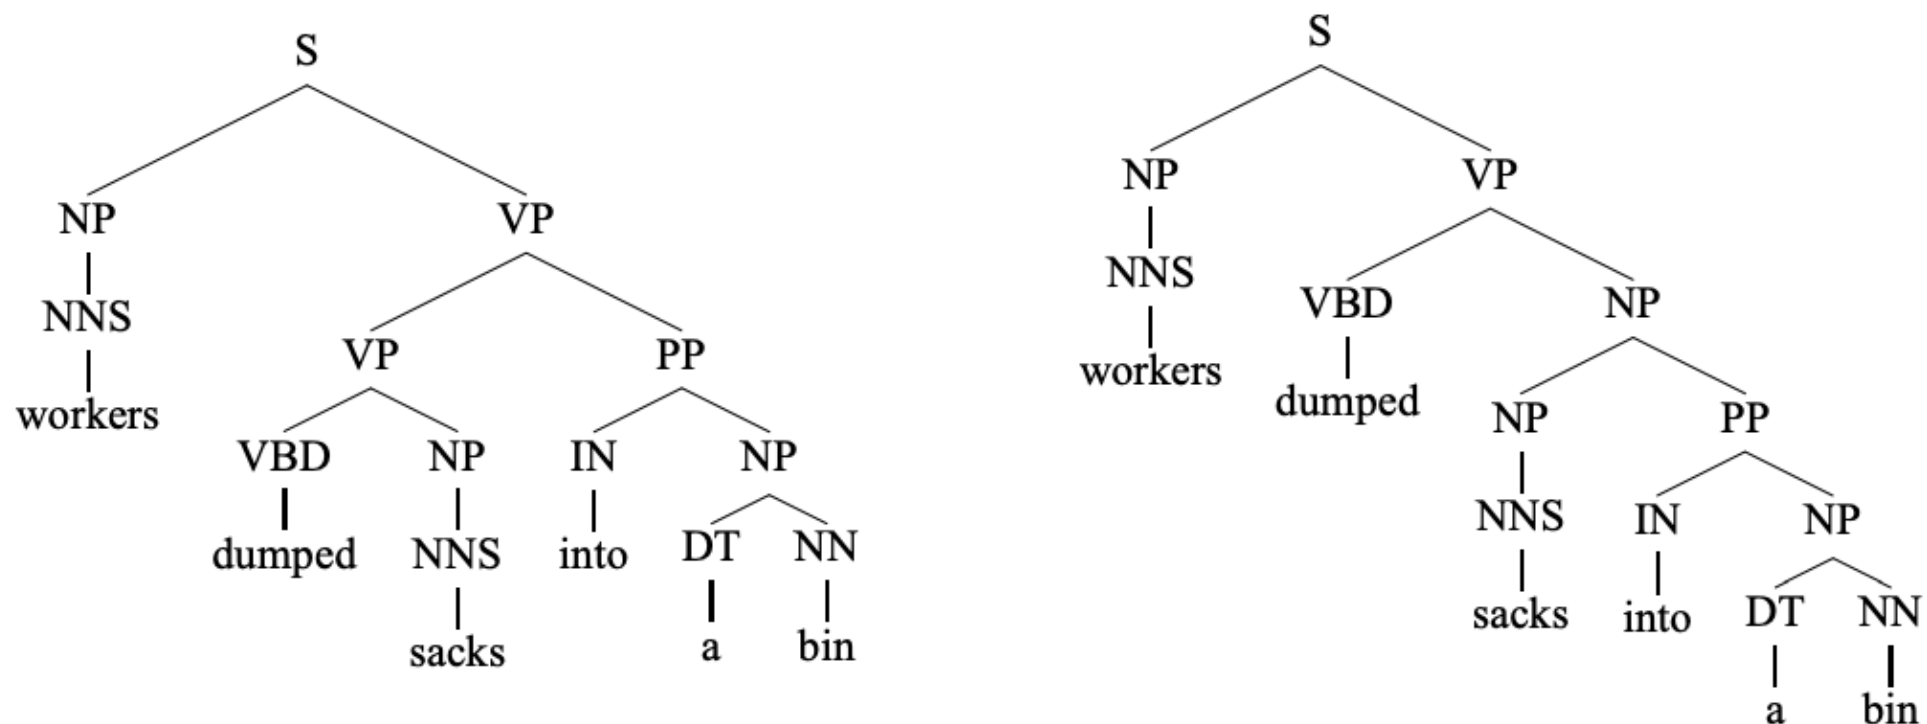 S
NP VP
NNS VP PP
workers VBD NP IN NP
dumped NNS into DT NN
sacks a bin
S
NP VP
NNS VBD NP
workers dumped NP PP
NNS IN NP
sacks into DT NN
a bin